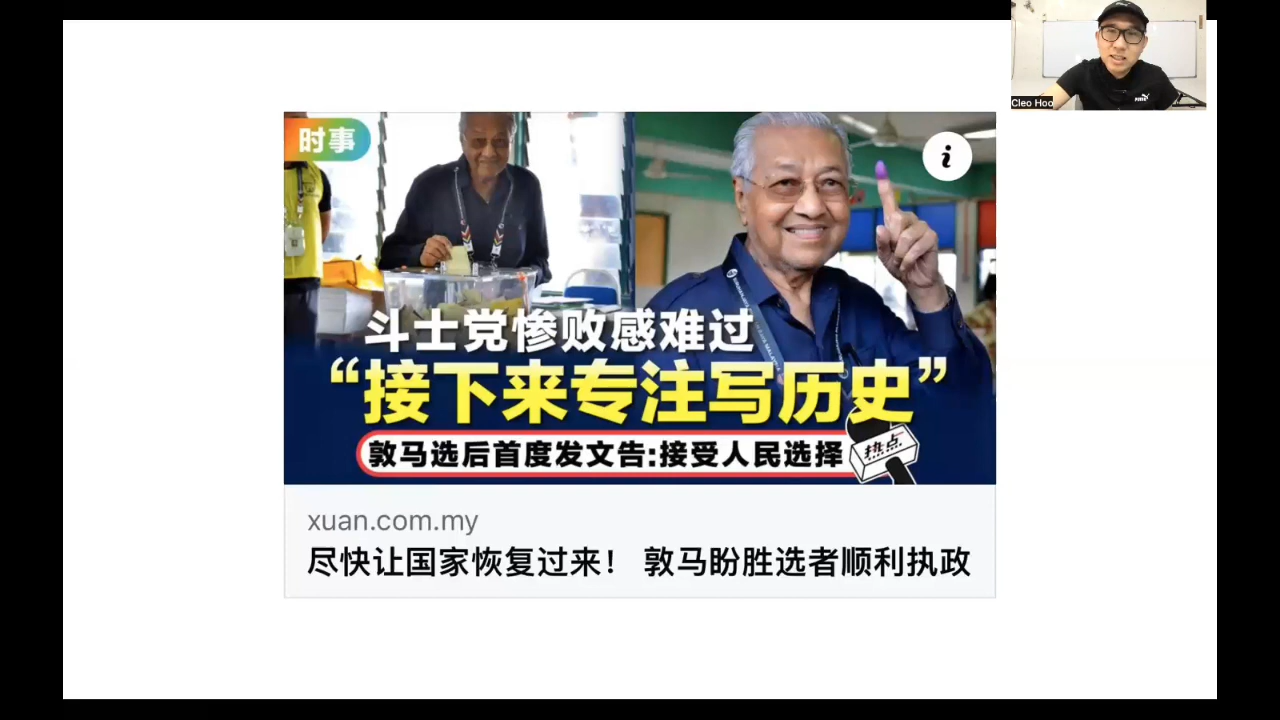 Cleo Hoo
时事
i
斗士党惨败感难过
“接下来专注写历史”
敦马选后首度发文告:接受人民选择
热点
xuan.com.my
尽快让国家恢复过来! 敦马盼胜选者顺利执政